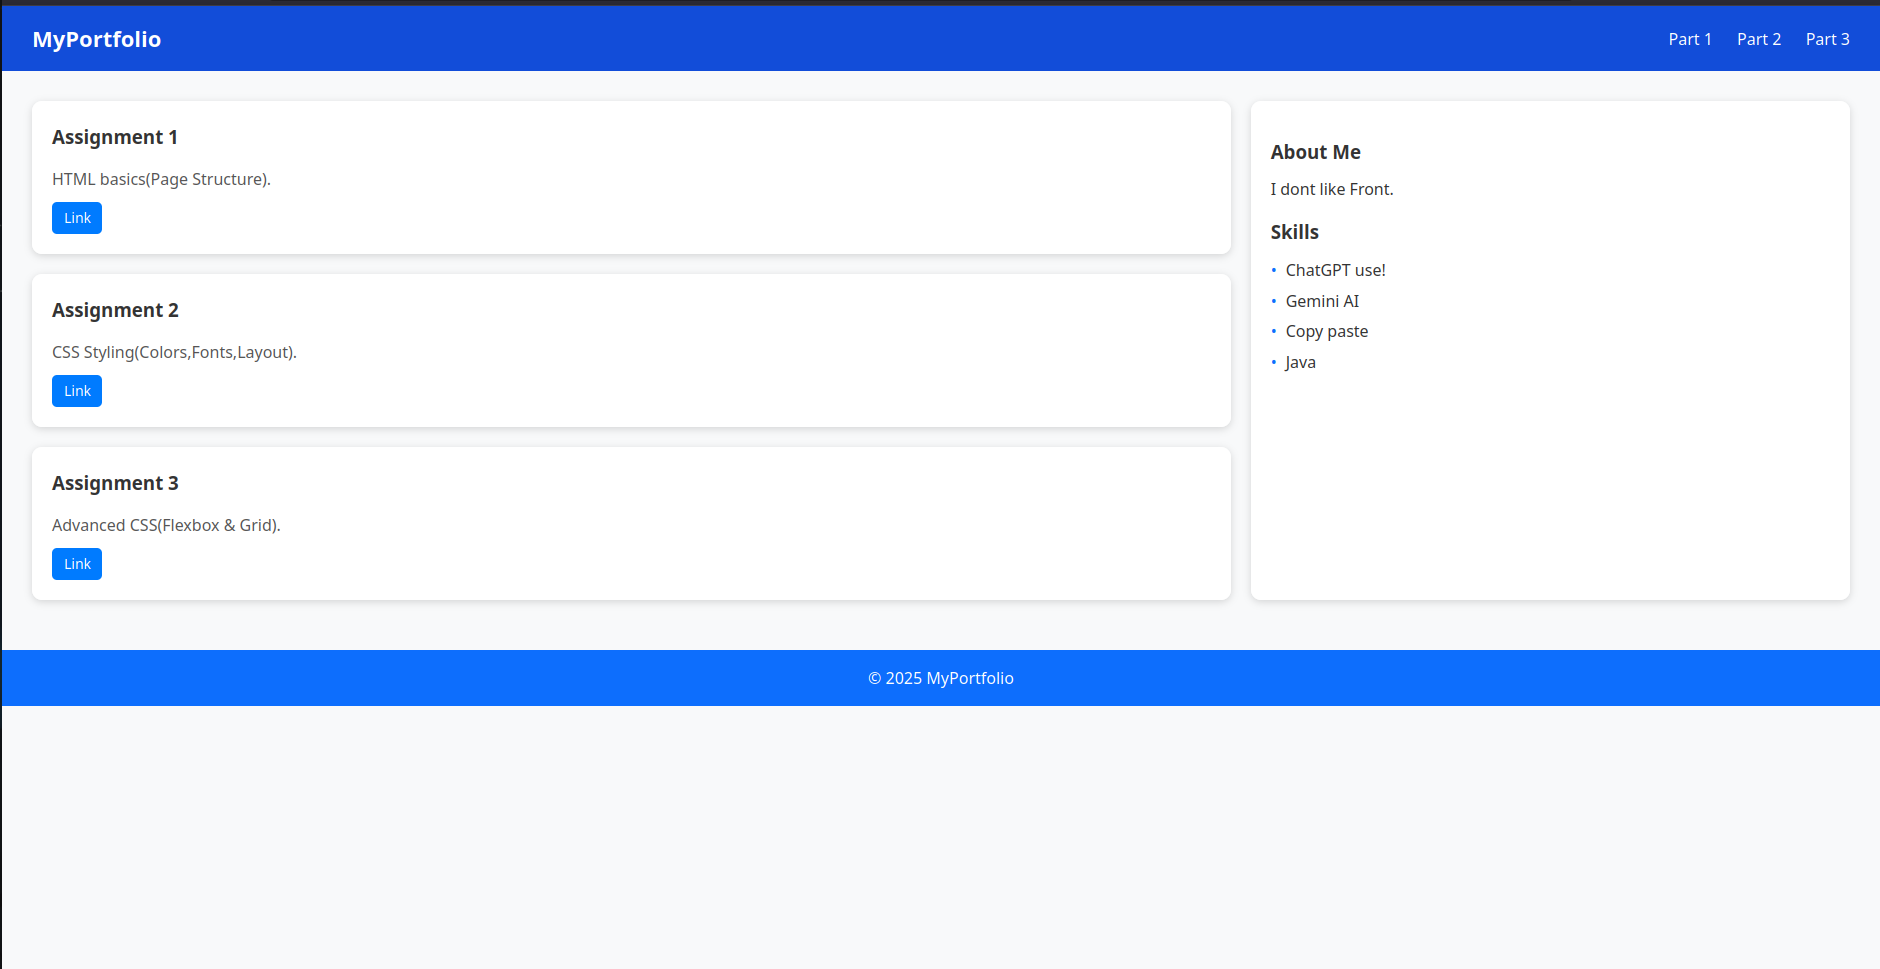 MyPortfolio
Part 1 Part 2 Part 3
Assignment 1
HTML basics(Page Structure).
Link
Assignment 2
CSS Styling(Colors,Fonts,Layout).
Link
Assignment 3
Advanced CSS(Flexbox & Grid).
Link
About Me
I dont like Front.
Skills
• ChatGPT use!
• Gemini AI
• Copy paste
• Java
© 2025 MyPortfolio